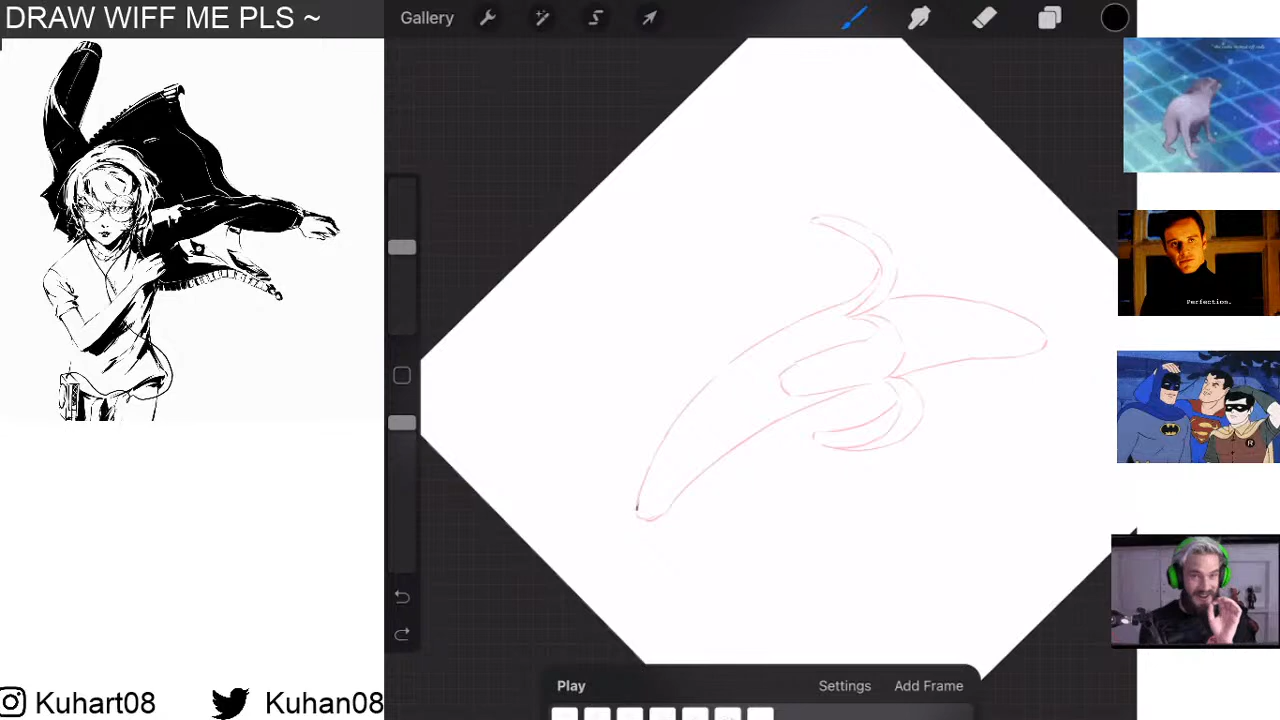 DRAW WIFF ME PLS ~
Gallery
Perfection.
Play
Settings
Add Frame
Kuhart08
Kuhan08